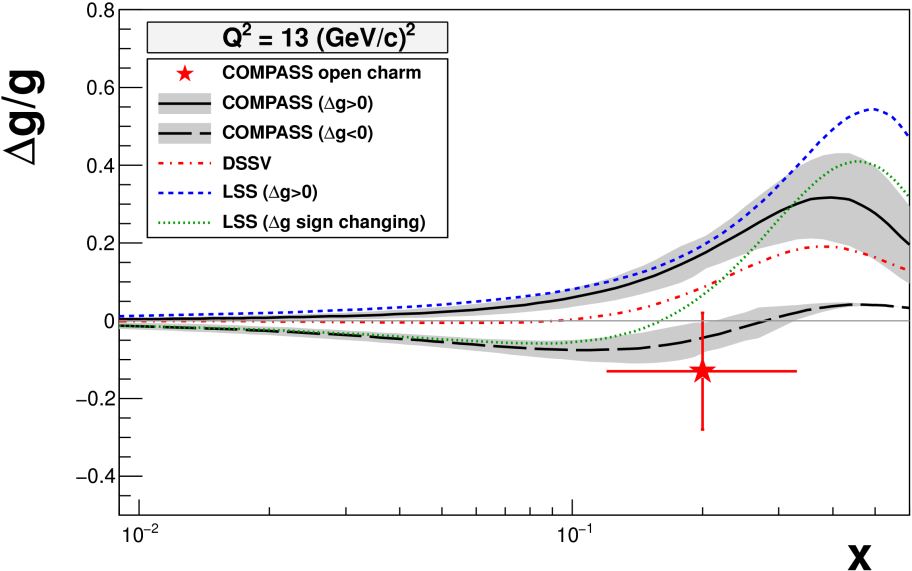 Q² = 13 (GeV/c)²
COMPASS open charm
COMPASS (Δg>0)
COMPASS (Δg<0)
DSSV
LSS (Δg>0)
LSS (Δg sign changing)
Δg/g
0.8
0.6
0.4
0.2
0
−0.2
−0.4
10⁻² 10⁻¹
x